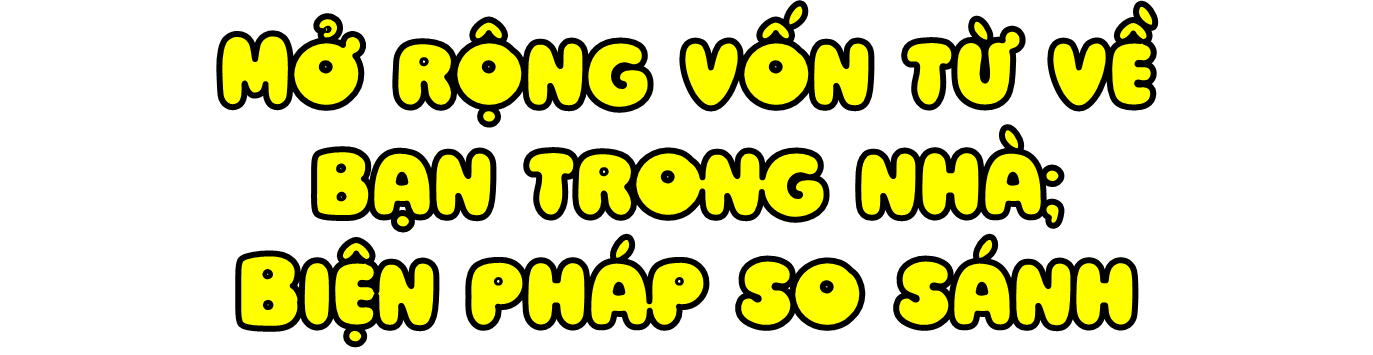 MỞ RỘNG VỐN TỪ VỀ
BẠN TRONG NHÀ;
BIỆN PHÁP SO SÁNH